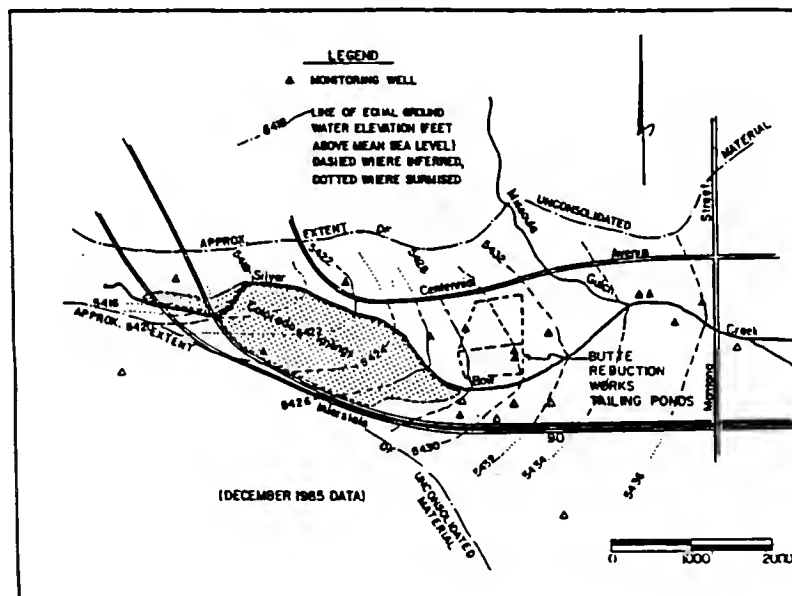 LEGEND
MONITORING WELL
5418
LINE OF EQUAL GROUND
WATER ELEVATION (FEET
ABOVE MEAN SEA LEVEL)
DASHED WHERE INFERRED,
DOTTED WHERE SURMISED
MATERIAL
Street
Missoula
UNCONSOLIDATED
APPROX. EXTENT OF
5422
5428
5432
Avenue
Centennial
Gulch
Silver
Colorado Tailings
5422
5424
5416
5420
APPROX. EXTENT
Creek
BUTTE
REDUCTION
WORKS
TAILING PONDS
Bow
Montana
5426
Interstate
90
OF
5430
5432
5434
5436
UNCONSOLIDATED
MATERIAL
(DECEMBER 1985 DATA)
0 1000 2000